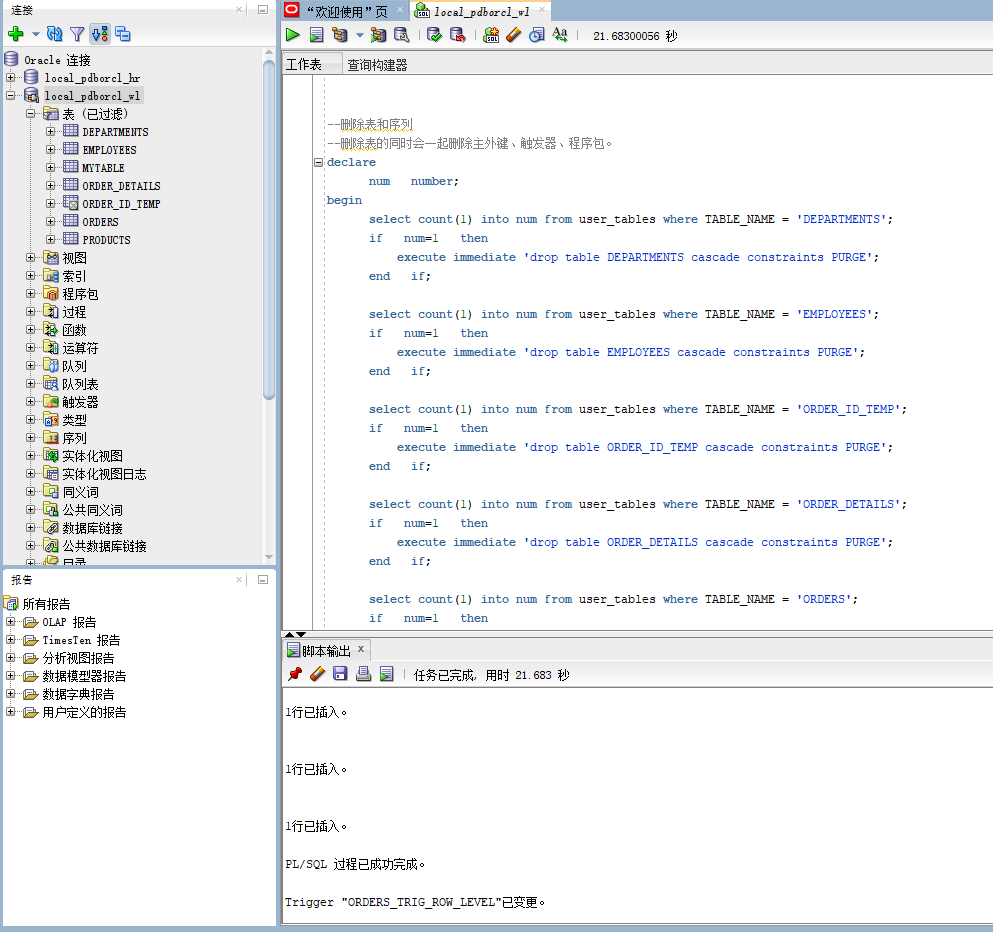 连接
Oracle 连接
local_pdborcl_hr
local_pdborcl_wl
表 (已过滤)
DEPARTMENTS
EMPLOYEES
MYTABLE
ORDER_DETAILS
ORDER_ID_TEMP
ORDERS
PRODUCTS
视图
索引
程序包
过程
函数
运算符
队列
队列表
触发器
类型
序列
实体化视图
实体化视图日志
同义词
公共同义词
数据库链接
公共数据库链接
目录
报告
所有报告
OLAP 报告
TimesTen 报告
分析视图报告
数据模型器报告
数据字典报告
用户定义的报告
“欢迎使用”页 local_pdborcl_wl
21.68300056 秒
工作表 查询构建器
--删除表和序列
--删除表的同时会一起删除主外键、触发器、程序包。
declare
num number;
begin
select count(1) into num from user_tables where TABLE_NAME = 'DEPARTMENTS';
if num=1 then
execute immediate 'drop table DEPARTMENTS cascade constraints PURGE';
end if;
select count(1) into num from user_tables where TABLE_NAME = 'EMPLOYEES';
if num=1 then
execute immediate 'drop table EMPLOYEES cascade constraints PURGE';
end if;
select count(1) into num from user_tables where TABLE_NAME = 'ORDER_ID_TEMP';
if num=1 then
execute immediate 'drop table ORDER_ID_TEMP cascade constraints PURGE';
end if;
select count(1) into num from user_tables where TABLE_NAME = 'ORDER_DETAILS';
if num=1 then
execute immediate 'drop table ORDER_DETAILS cascade constraints PURGE';
end if;
select count(1) into num from user_tables where TABLE_NAME = 'ORDERS';
if num=1 then
脚本输出 x
任务已完成, 用时 21.683 秒
1行已插入。
1行已插入。
1行已插入。
PL/SQL 过程已成功完成。
Trigger "ORDERS_TRIG_ROW_LEVEL"已变更。